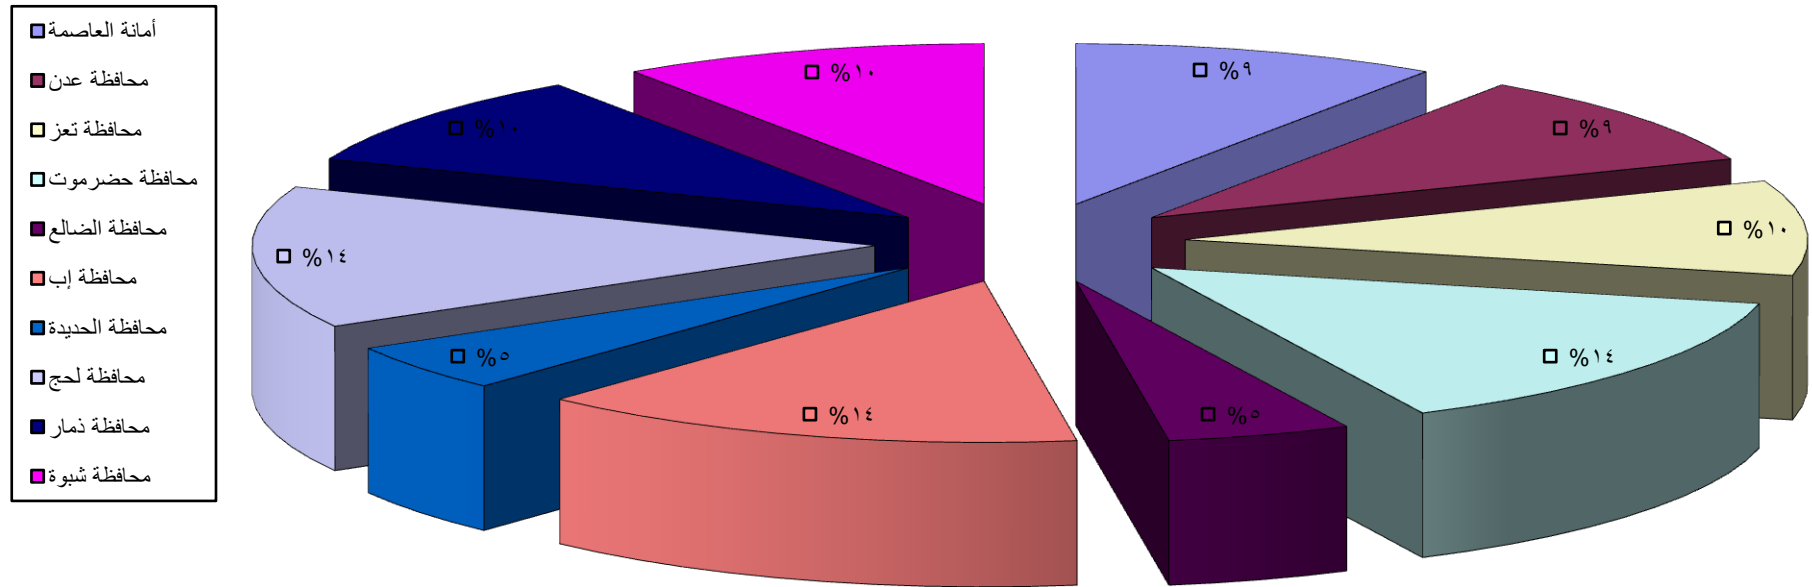 أمانة العاصمة
محافظة عدن
محافظة تعز
محافظة حضرموت
محافظة الضالع
محافظة إب
محافظة الحديدة
محافظة لحج
محافظة ذمار
محافظة شبوة
%٩
%٩
%١٠
%١٤
%٥
%١٤
%٥
%١٤
%١٠
%١٠